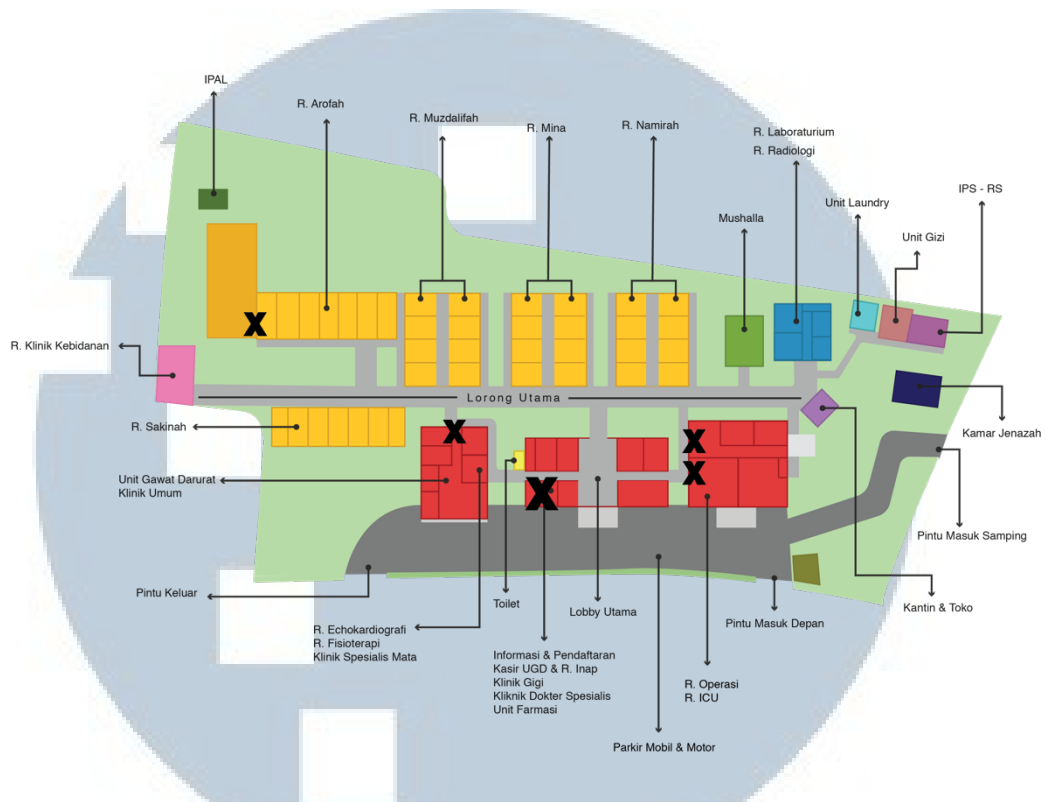 IPAL
R. Arofah
R. Muzdalifah
R. Mina
R. Namirah
R. Laboraturium
R. Radiologi
IPS - RS
Unit Laundry
Unit Gizi
Mushalla
R. Klinik Kebidanan
Lorong Utama
R. Sakinah
Kamar Jenazah
Unit Gawat Darurat
Klinik Umum
Pintu Masuk Samping
Pintu Keluar
Toilet
Lobby Utama
Pintu Masuk Depan
Kantin & Toko
R. Echokardiografi
R. Fisioterapi
Klinik Spesialis Mata
Informasi & Pendaftaran
Kasir UGD & R. Inap
Klinik Gigi
Kliknik Dokter Spesialis
Unit Farmasi
R. Operasi
R. ICU
Parkir Mobil & Motor
X
X
X
X
X